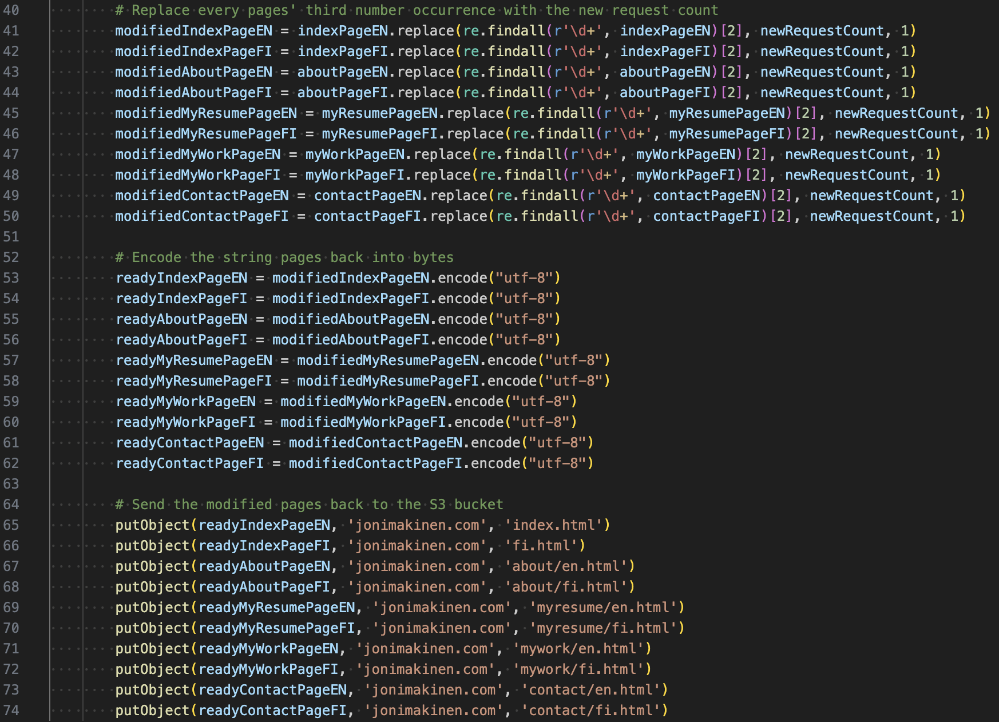 40 # Replace every pages' third number occurrence with the new request count
41 modifiedIndexPageEN = indexPageEN.replace(re.findall(r'\d+', indexPageEN)[2], newRequestCount, 1)
42 modifiedIndexPageFI = indexPageFI.replace(re.findall(r'\d+', indexPageFI)[2], newRequestCount, 1)
43 modifiedAboutPageEN = aboutPageEN.replace(re.findall(r'\d+', aboutPageEN)[2], newRequestCount, 1)
44 modifiedAboutPageFI = aboutPageFI.replace(re.findall(r'\d+', aboutPageFI)[2], newRequestCount, 1)
45 modifiedMyResumePageEN = myResumePageEN.replace(re.findall(r'\d+', myResumePageEN)[2], newRequestCount, 1)
46 modifiedMyResumePageFI = myResumePageFI.replace(re.findall(r'\d+', myResumePageFI)[2], newRequestCount, 1)
47 modifiedMyWorkPageEN = myWorkPageEN.replace(re.findall(r'\d+', myWorkPageEN)[2], newRequestCount, 1)
48 modifiedMyWorkPageFI = myWorkPageFI.replace(re.findall(r'\d+', myWorkPageFI)[2], newRequestCount, 1)
49 modifiedContactPageEN = contactPageEN.replace(re.findall(r'\d+', contactPageEN)[2], newRequestCount, 1)
50 modifiedContactPageFI = contactPageFI.replace(re.findall(r'\d+', contactPageFI)[2], newRequestCount, 1)
51
52 # Encode the string pages back into bytes
53 readyIndexPageEN = modifiedIndexPageEN.encode("utf-8")
54 readyIndexPageFI = modifiedIndexPageFI.encode("utf-8")
55 readyAboutPageEN = modifiedAboutPageEN.encode("utf-8")
56 readyAboutPageFI = modifiedAboutPageFI.encode("utf-8")
57 readyMyResumePageEN = modifiedMyResumePageEN.encode("utf-8")
58 readyMyResumePageFI = modifiedMyResumePageFI.encode("utf-8")
59 readyMyWorkPageEN = modifiedMyWorkPageEN.encode("utf-8")
60 readyMyWorkPageFI = modifiedMyWorkPageFI.encode("utf-8")
61 readyContactPageEN = modifiedContactPageEN.encode("utf-8")
62 readyContactPageFI = modifiedContactPageFI.encode("utf-8")
63
64 # Send the modified pages back to the S3 bucket
65 putObject(readyIndexPageEN, 'jonimakinen.com', 'index.html')
66 putObject(readyIndexPageFI, 'jonimakinen.com', 'fi.html')
67 putObject(readyAboutPageEN, 'jonimakinen.com', 'about/en.html')
68 putObject(readyAboutPageFI, 'jonimakinen.com', 'about/fi.html')
69 putObject(readyMyResumePageEN, 'jonimakinen.com', 'myresume/en.html')
70 putObject(readyMyResumePageFI, 'jonimakinen.com', 'myresume/fi.html')
71 putObject(readyMyWorkPageEN, 'jonimakinen.com', 'mywork/en.html')
72 putObject(readyMyWorkPageFI, 'jonimakinen.com', 'mywork/fi.html')
73 putObject(readyContactPageEN, 'jonimakinen.com', 'contact/en.html')
74 putObject(readyContactPageFI, 'jonimakinen.com', 'contact/fi.html')